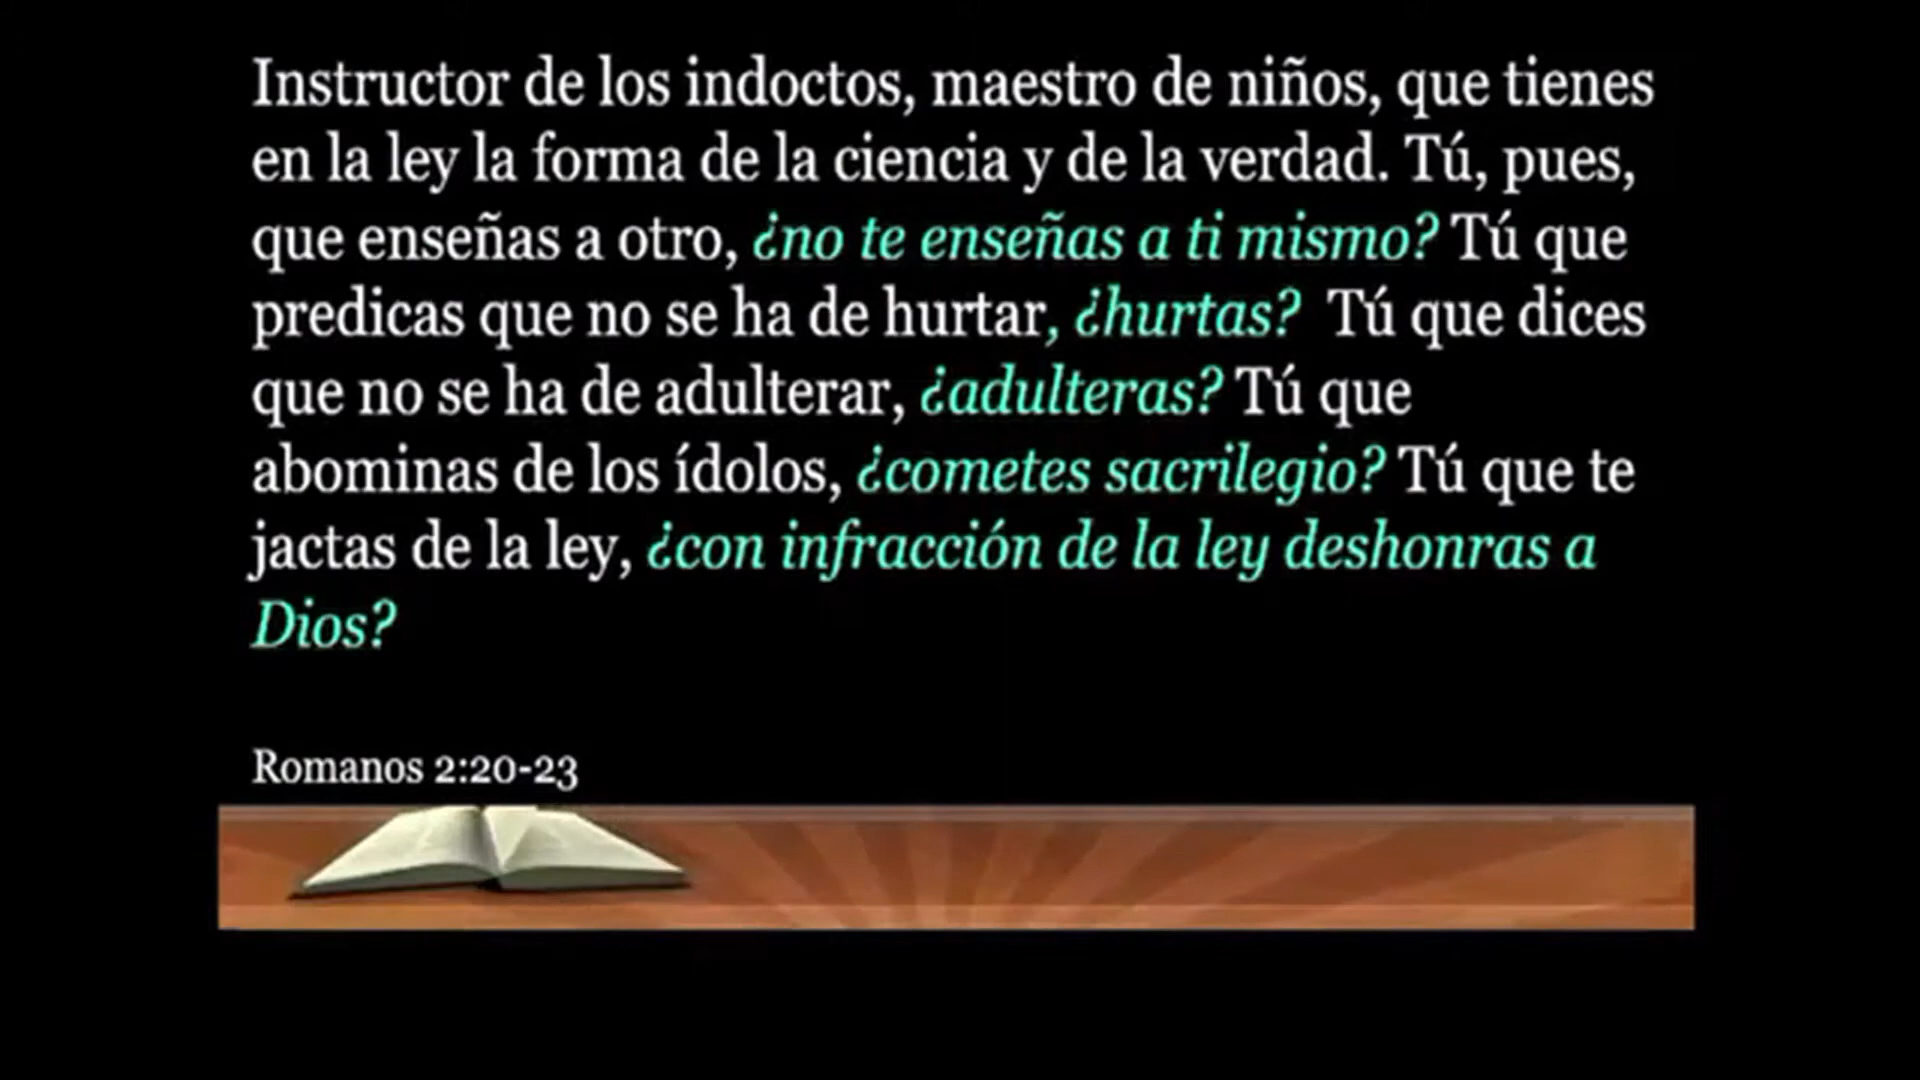 Instructor de los indoctos, maestro de niños, que tienes
en la ley la forma de la ciencia y de la verdad. Tú, pues,
que enseñas a otro, ¿no te enseñas a ti mismo? Tú que
predicas que no se ha de hurtar, ¿hurtas? Tú que dices
que no se ha de adulterar, ¿adulteras? Tú que
abominas de los ídolos, ¿cometes sacrilegio? Tú que te
jactas de la ley, ¿con infracción de la ley deshonras a
Dios?
Romanos 2:20-23